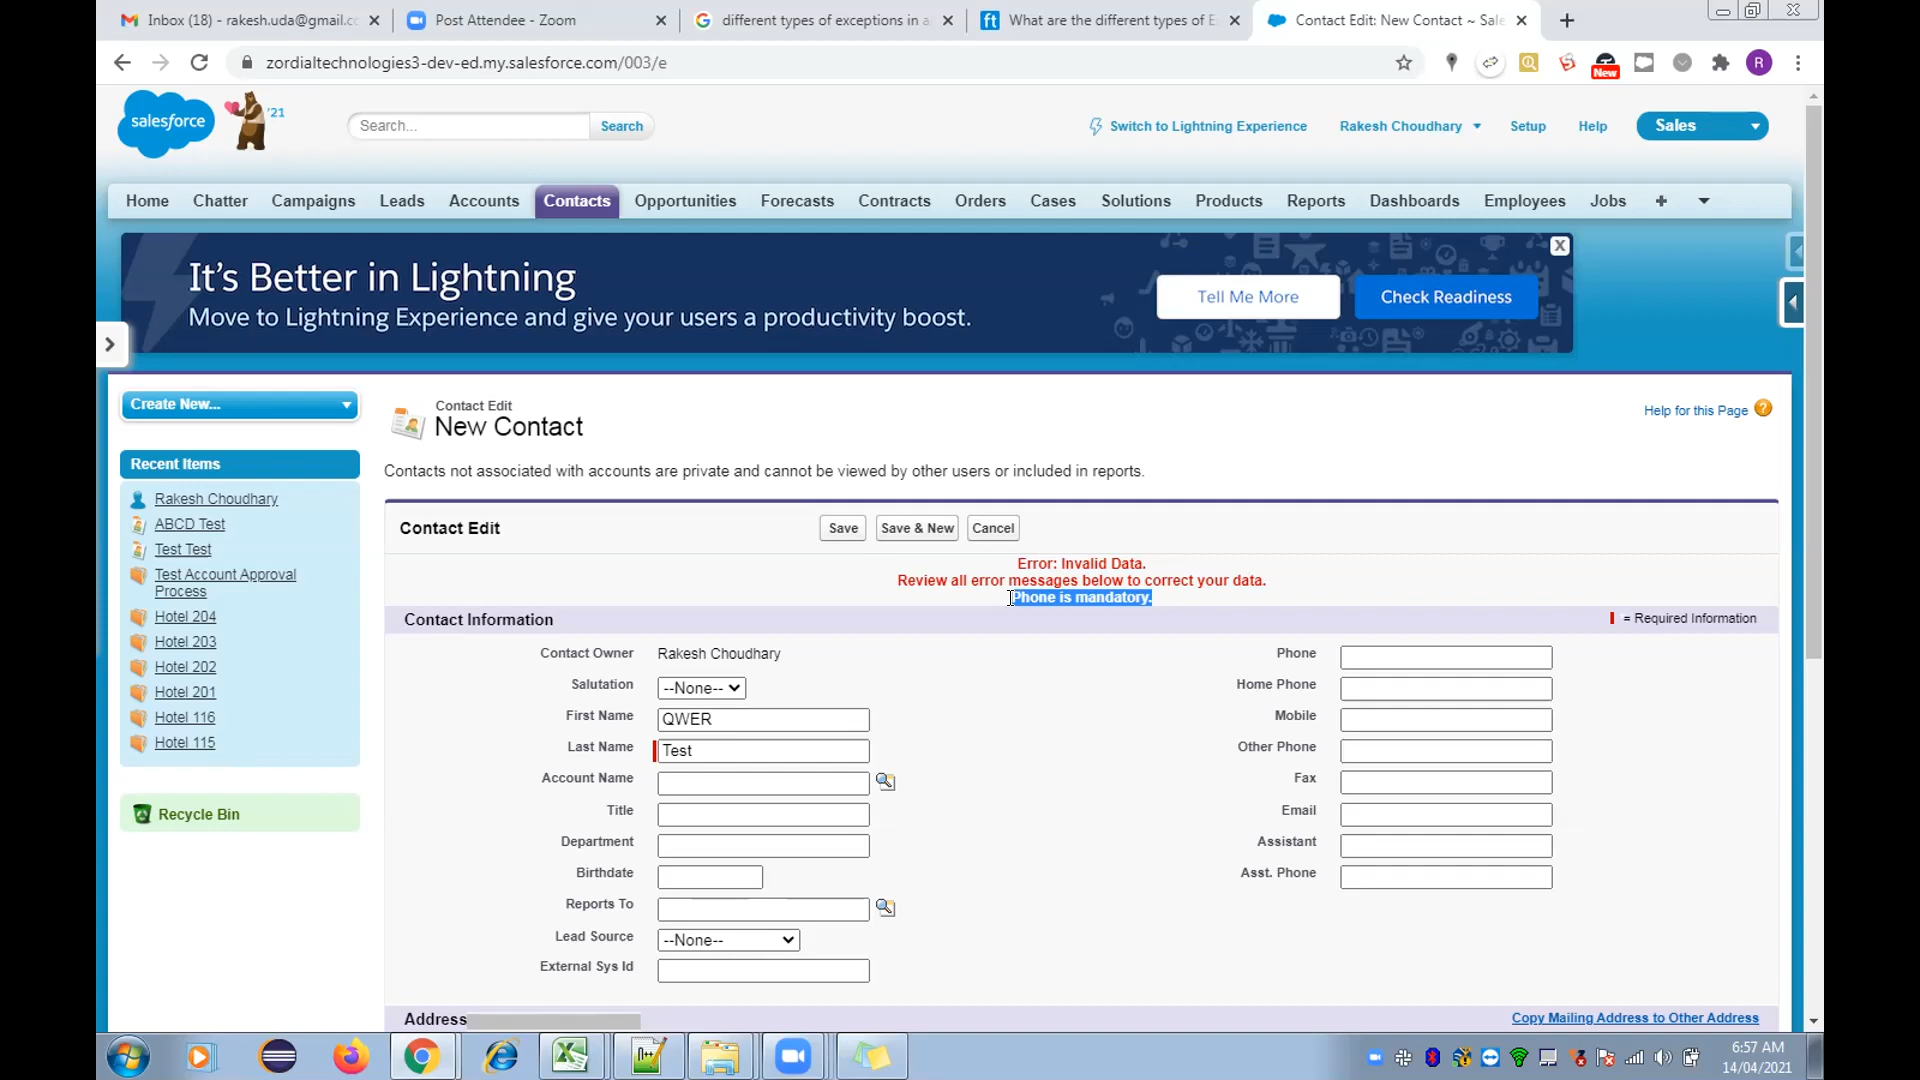 Inbox (18) - rakesh.uda@gmail.c
Post Attendee - Zoom
different types of exceptions in a
What are the different types of E
Contact Edit: New Contact ~ Sale
zordialtechnologies3-dev-ed.my.salesforce.com/003/e
New
R
salesforce
'21
Search...
Search
Switch to Lightning Experience
Rakesh Choudhary
Setup
Help
Sales
Home
Chatter
Campaigns
Leads
Accounts
Contacts
Opportunities
Forecasts
Contracts
Orders
Cases
Solutions
Products
Reports
Dashboards
Employees
Jobs
+
It's Better in Lightning
Move to Lightning Experience and give your users a productivity boost.
Tell Me More
Check Readiness
X
Create New...
Contact Edit
New Contact
Help for this Page
Contacts not associated with accounts are private and cannot be viewed by other users or included in reports.
Recent Items
Rakesh Choudhary
ABCD Test
Test Test
Test Account Approval
Process
Hotel 204
Hotel 203
Hotel 202
Hotel 201
Hotel 116
Hotel 115
Recycle Bin
Contact Edit
Save
Save & New
Cancel
Error: Invalid Data.
Review all error messages below to correct your data.
Phone is mandatory.
Contact Information
= Required Information
Contact Owner
Rakesh Choudhary
Salutation
--None--
First Name
QWER
Last Name
Test
Account Name
Title
Department
Birthdate
Reports To
Lead Source
--None--
External Sys Id
Phone
Home Phone
Mobile
Other Phone
Fax
Email
Assistant
Asst. Phone
Address
Copy Mailing Address to Other Address
6:57 AM
14/04/2021